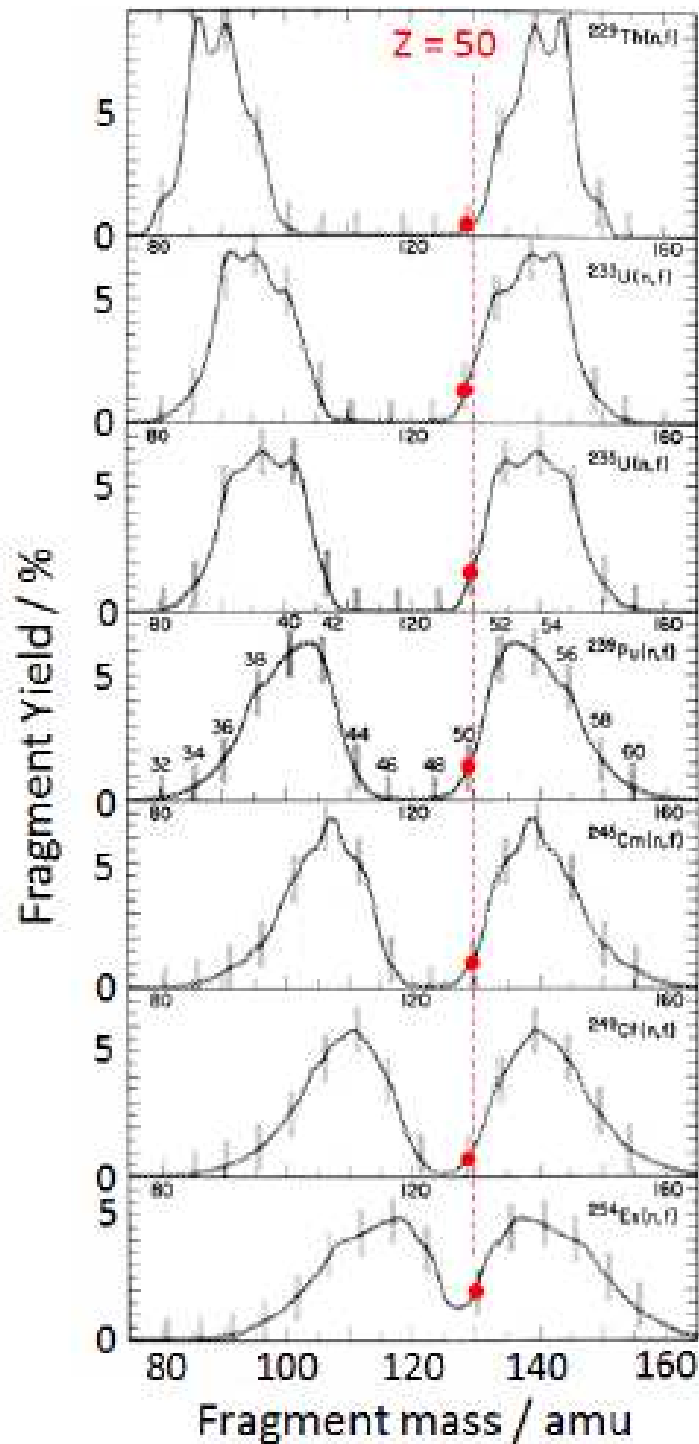 Z = 50
229Th(n,f)
5
0
80 120 160
233U(n,f)
5
0
80 120 160
235U(n,f)
5
0
80 120 160
40 42 52 54
239Pu(n,f)
38 56
5
36 44 50 58
32 34 46 48 60
0
80 120 160
245Cm(n,f)
5
0
80 120 160
249Cf(n,f)
5
0
80 120 160
254Es(n,f)
5
0
80 100 120 140 160
Fragment mass / amu
Fragment Yield / %